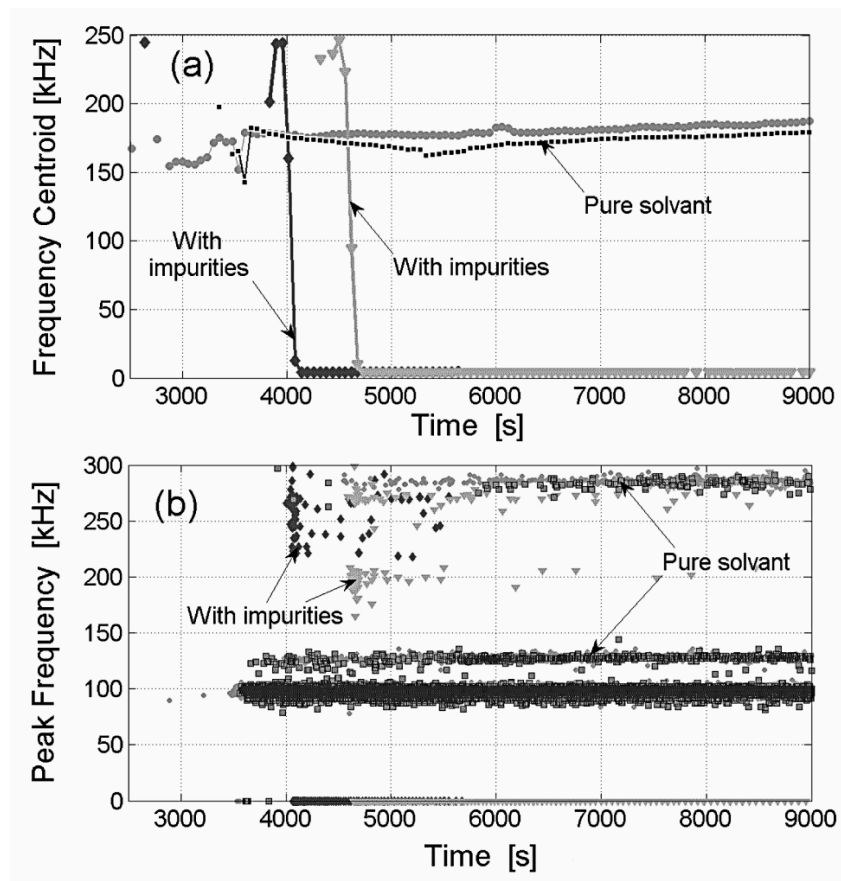 250
200
150
100
50
0
Frequency Centroid [kHz]
(a)
With
impurities
With impurities
Pure solvant
3000 4000 5000 6000 7000 8000 9000
Time [s]
300
250
200
150
100
50
0
Peak Frequency [kHz]
(b)
With impurities
Pure solvant
3000 4000 5000 6000 7000 8000 9000
Time [s]